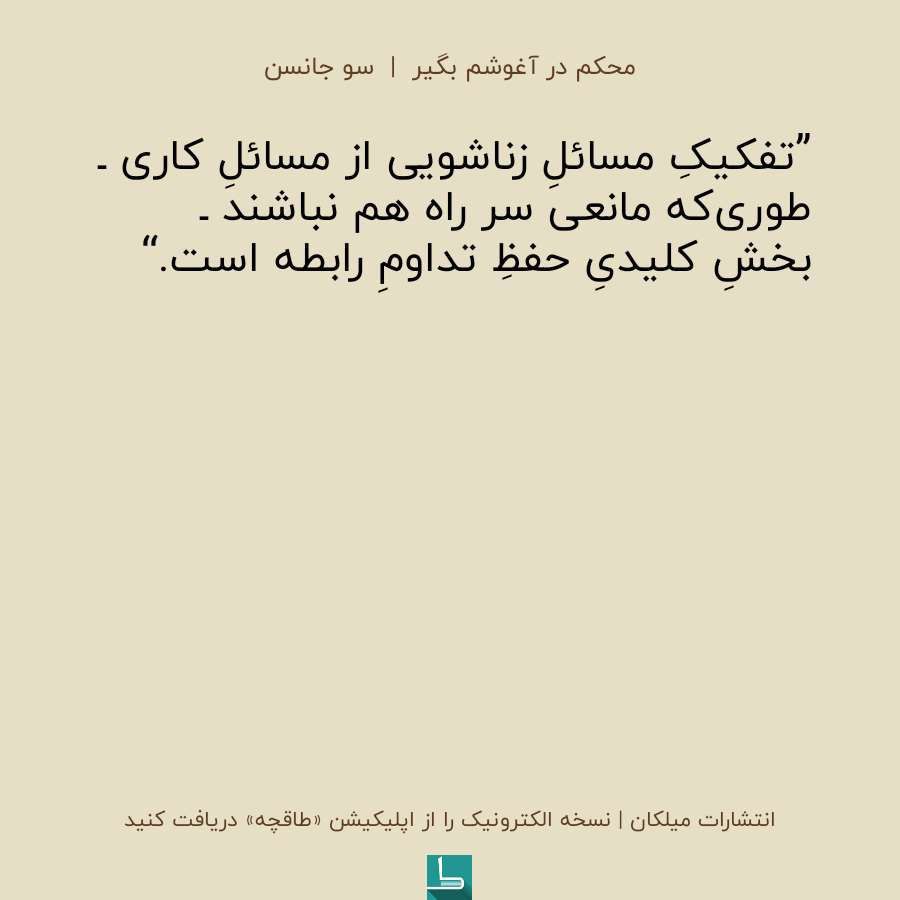 محکم در آغوشم بگیر | سو جانسن
”تفکیکِ مسائلِ زناشویی از مسائلِ کاری ـ
طوری‌که مانعی سر راه هم نباشند ـ
بخشِ کلیدیِ حفظِ تداومِ رابطه است.“
انتشارات میلکان | نسخه الکترونیک را از اپلیکیشن «طاقچه» دریافت کنید